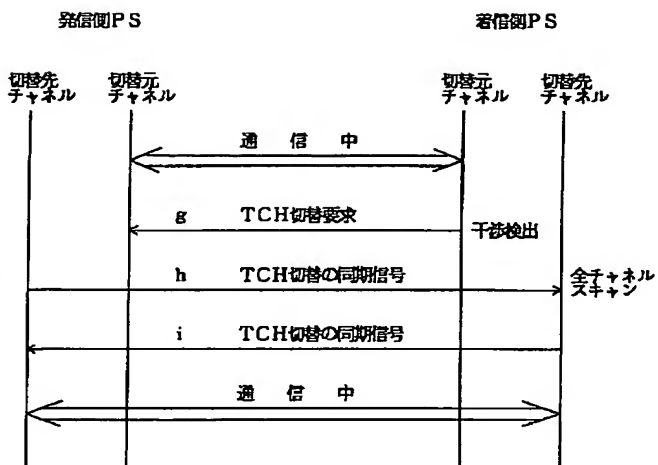 発信側PS
着信側PS
切替先
チャネル
切替元
チャネル
切替元
チャネル
切替先
チャネル
通信中
g TCH切替要求
干渉検出
h TCH切替の同期信号
全チャネル
スキャン
i TCH切替の同期信号
通信中